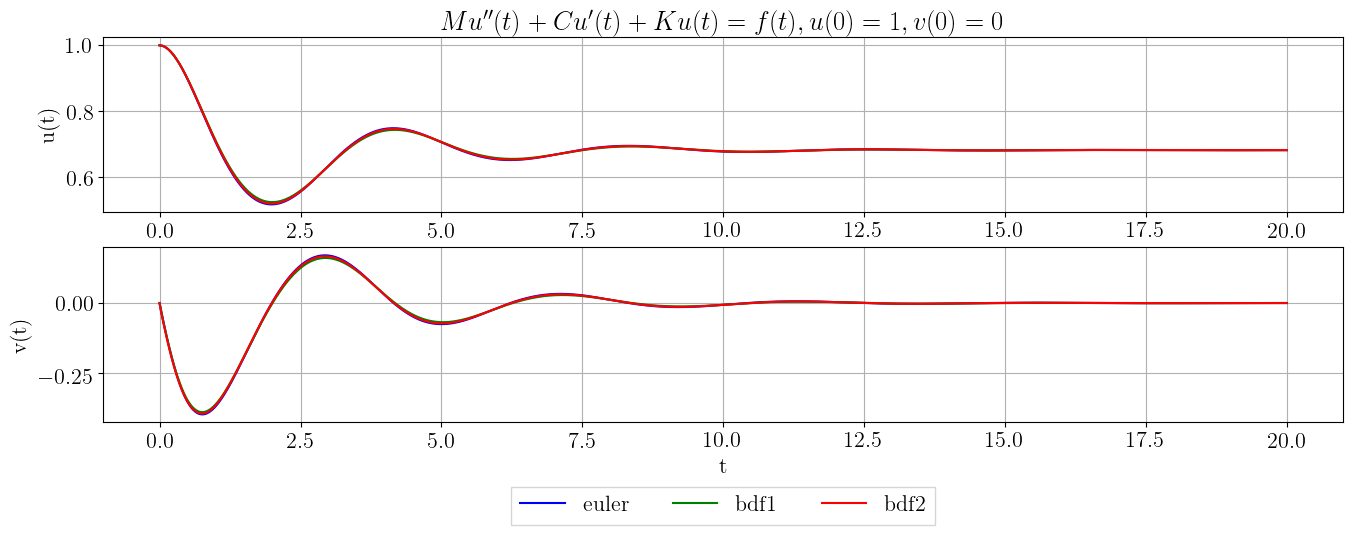 Mu''(t) + Cu'(t) + Ku(t) = f(t), u(0) = 1, v(0) = 0
u(t)
1.0
0.8
0.6
0.0 2.5 5.0 7.5 10.0 12.5 15.0 17.5 20.0
v(t)
0.00
−0.25
0.0 2.5 5.0 7.5 10.0 12.5 15.0 17.5 20.0
t
euler bdf1 bdf2